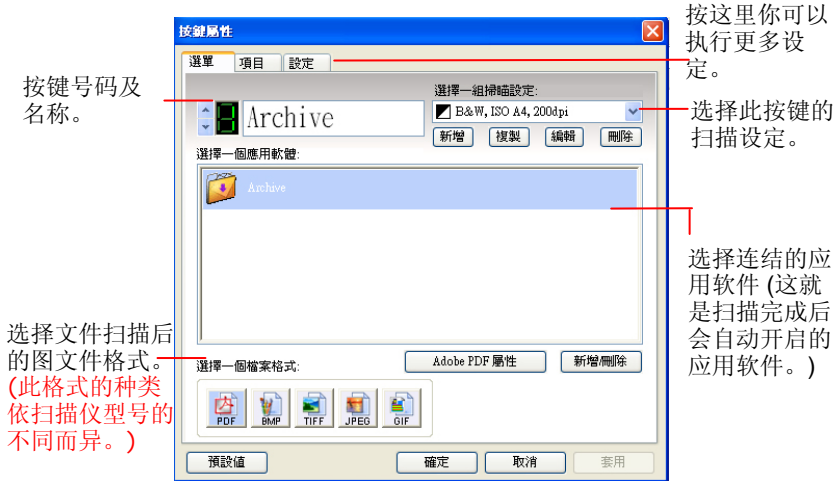 按鍵屬性
選單 項目 設定
按这里你可以
执行更多设
定。
按键号码及
名称。
Archive
選擇一組掃瞄設定:
B&W, ISO A4, 200dpi
新增 複製 編輯 刪除
选择此按键的
扫描设定。
選擇一個應用軟體:
Archive
选择连结的应
用软件 (这就
是扫描完成后
会自动开启的
应用软件。)
选择文件扫描后
的图文件格式。
(此格式的种类
依扫描仪型号的
不同而异。)
選擇一個檔案格式:
Adobe PDF 屬性 新增/刪除
PDF BMP TIFF JPEG GIF
預設值 確定 取消 套用